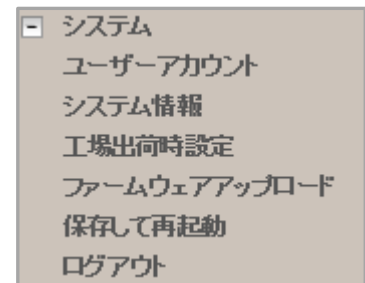 システム
ユーザーアカウント
システム情報
工場出荷時設定
ファームウェアアップロード
保存して再起動
ログアウト